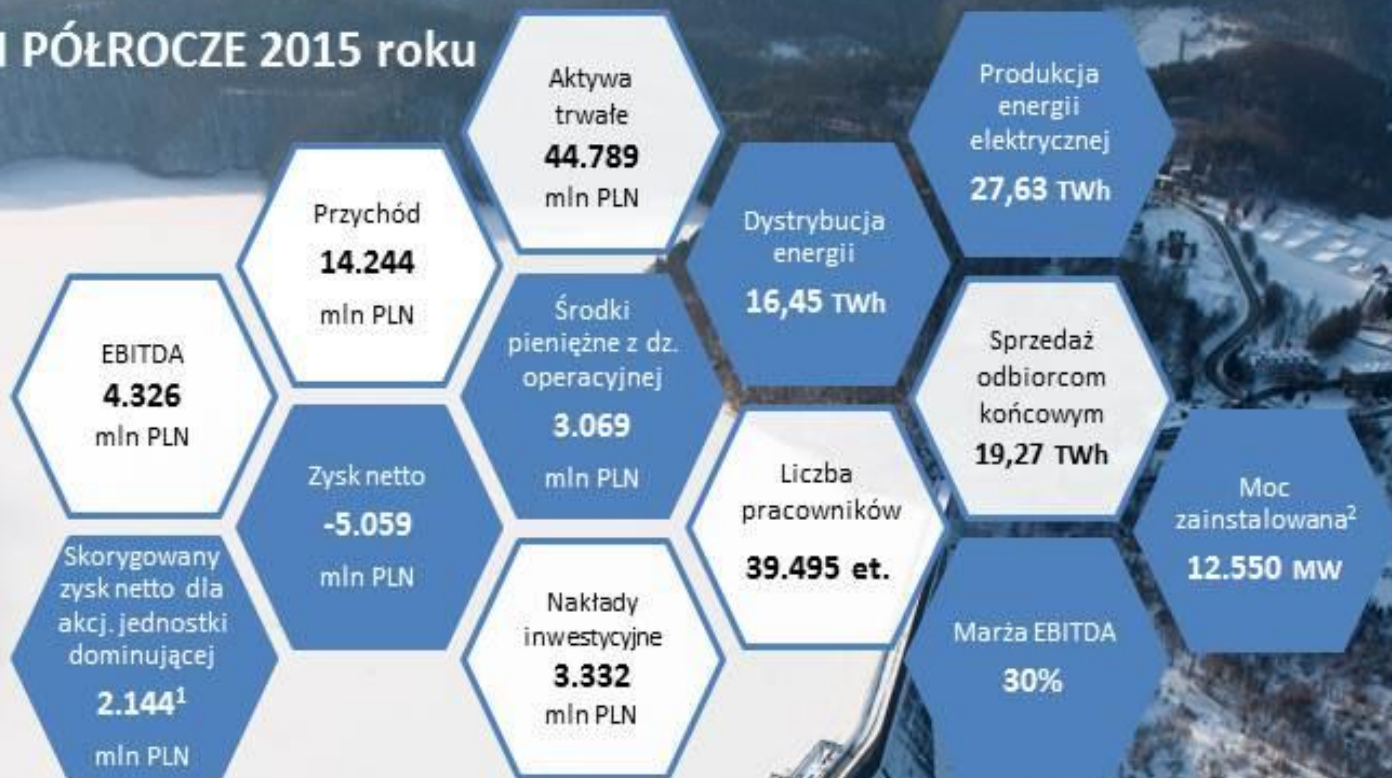 I PÓŁROCZE 2015 roku
Aktywa
trwałe
44.789
mln PLN
Produkcja
energii
elektrycznej
27,63 TWh
Przychód
14.244
mln PLN
Dystrybucja
energii
16,45 TWh
EBITDA
4.326
mln PLN
Środki
pieniężne z dz.
operacyjnej
3.069
mln PLN
Sprzedaż
odbiorcom
końcowym
19,27 TWh
Zysk netto
-5.059
mln PLN
Liczba
pracowników
39.495 et.
Moc
zainstalowana²
12.550 MW
Skorygowany
zysk netto dla
akcj. jednostki
dominującej
2.144¹
mln PLN
Nakłady
inwestycyjne
3.332
mln PLN
Marża EBITDA
30%